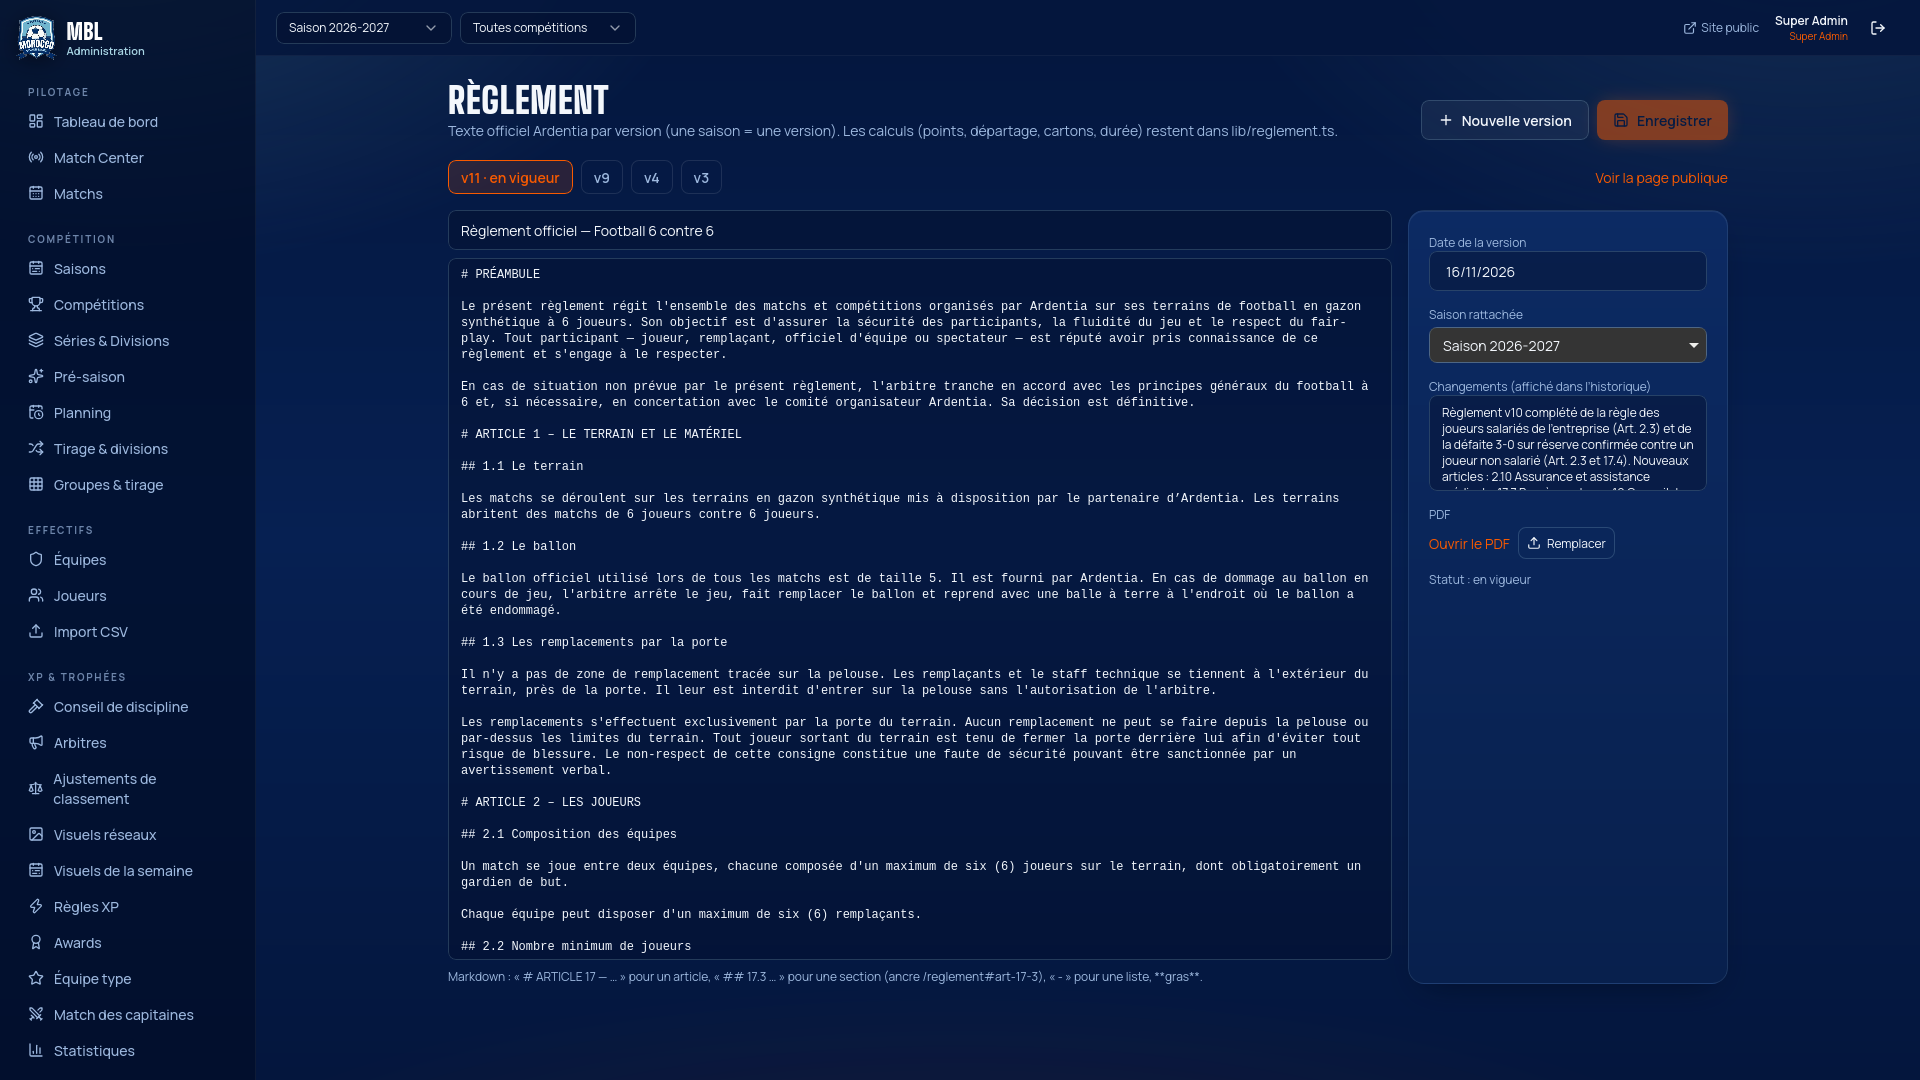 MBL
Administration
MOROCCO
PILOTAGE
Tableau de bord
Match Center
Matchs
COMPÉTITION
Saisons
Compétitions
Séries & Divisions
Pré-saison
Planning
Tirage & divisions
Groupes & tirage
EFFECTIFS
Équipes
Joueurs
Import CSV
XP & TROPHÉES
Conseil de discipline
Arbitres
Ajustements de
classement
Visuels réseaux
Visuels de la semaine
Règles XP
Awards
Équipe type
Match des capitaines
Statistiques
Saison 2026-2027
Toutes compétitions
Site public
Super Admin
Super Admin
RÈGLEMENT
Texte officiel Ardentia par version (une saison = une version). Les calculs (points, départage, cartons, durée) restent dans lib/reglement.ts.
Nouvelle version
Enregistrer
v11 · en vigueur
v9
v4
v3
Voir la page publique
Règlement officiel — Football 6 contre 6
# PRÉAMBULE
Le présent règlement régit l'ensemble des matchs et compétitions organisés par Ardentia sur ses terrains de football en gazon
synthétique à 6 joueurs. Son objectif est d'assurer la sécurité des participants, la fluidité du jeu et le respect du fair-
play. Tout participant — joueur, remplaçant, officiel d'équipe ou spectateur — est réputé avoir pris connaissance de ce
règlement et s'engage à le respecter.
En cas de situation non prévue par le présent règlement, l'arbitre tranche en accord avec les principes généraux du football à
6 et, si nécessaire, en concertation avec le comité organisateur Ardentia. Sa décision est définitive.
# ARTICLE 1 – LE TERRAIN ET LE MATÉRIEL
## 1.1 Le terrain
Les matchs se déroulent sur les terrains en gazon synthétique mis à disposition par le partenaire d’Ardentia. Les terrains
abritent des matchs de 6 joueurs contre 6 joueurs.
## 1.2 Le ballon
Le ballon officiel utilisé lors de tous les matchs est de taille 5. Il est fourni par Ardentia. En cas de dommage au ballon en
cours de jeu, l'arbitre arrête le jeu, fait remplacer le ballon et reprend avec une balle à terre à l'endroit où le ballon a
été endommagé.
## 1.3 Les remplacements par la porte
Il n'y a pas de zone de remplacement tracée sur la pelouse. Les remplaçants et le staff technique se tiennent à l'extérieur du
terrain, près de la porte. Il leur est interdit d'entrer sur la pelouse sans l'autorisation de l'arbitre.
Les remplacements s'effectuent exclusivement par la porte du terrain. Aucun remplacement ne peut se faire depuis la pelouse ou
par-dessus les limites du terrain. Tout joueur sortant du terrain est tenu de fermer la porte derrière lui afin d'éviter tout
risque de blessure. Le non-respect de cette consigne constitue une faute de sécurité pouvant être sanctionnée par un
avertissement verbal.
# ARTICLE 2 – LES JOUEURS
## 2.1 Composition des équipes
Un match se joue entre deux équipes, chacune composée d'un maximum de six (6) joueurs sur le terrain, dont obligatoirement un
gardien de but.
Chaque équipe peut disposer d'un maximum de six (6) remplaçants.
## 2.2 Nombre minimum de joueurs
Markdown : « # ARTICLE 17 — … » pour un article, « ## 17.3 … » pour une section (ancre /reglement#art-17-3), « - » pour une liste, **gras**.
Date de la version
16/11/2026
Saison rattachée
Saison 2026-2027
Changements (affiché dans l'historique)
Règlement v10 complété de la règle des
joueurs salariés de l'entreprise (Art. 2.3) et de
la défaite 3-0 sur réserve confirmée contre un
joueur non salarié (Art. 2.3 et 17.4). Nouveaux
articles : 2.10 Assurance et assistance
PDF
Ouvrir le PDF
Remplacer
Statut : en vigueur